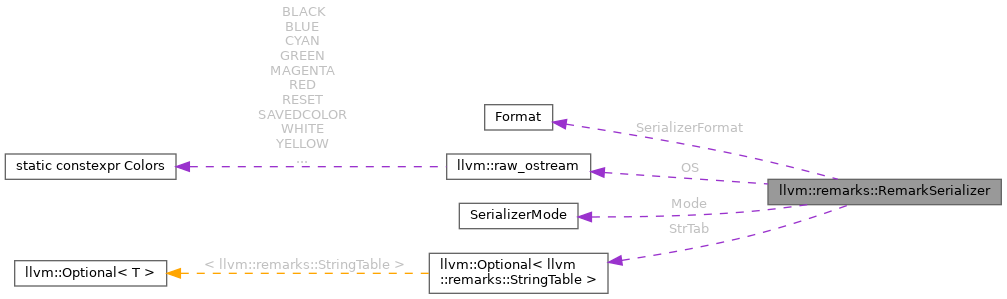 BLACK
BLUE
CYAN
GREEN
MAGENTA
RED
RESET
SAVEDCOLOR
WHITE
YELLOW
...
static constexpr Colors
llvm::raw_ostream
Format
SerializerFormat
OS
llvm::remarks::RemarkSerializer
SerializerMode
Mode
StrTab
llvm::Optional< T >
< llvm::remarks::StringTable >
llvm::Optional< llvm
::remarks::StringTable >